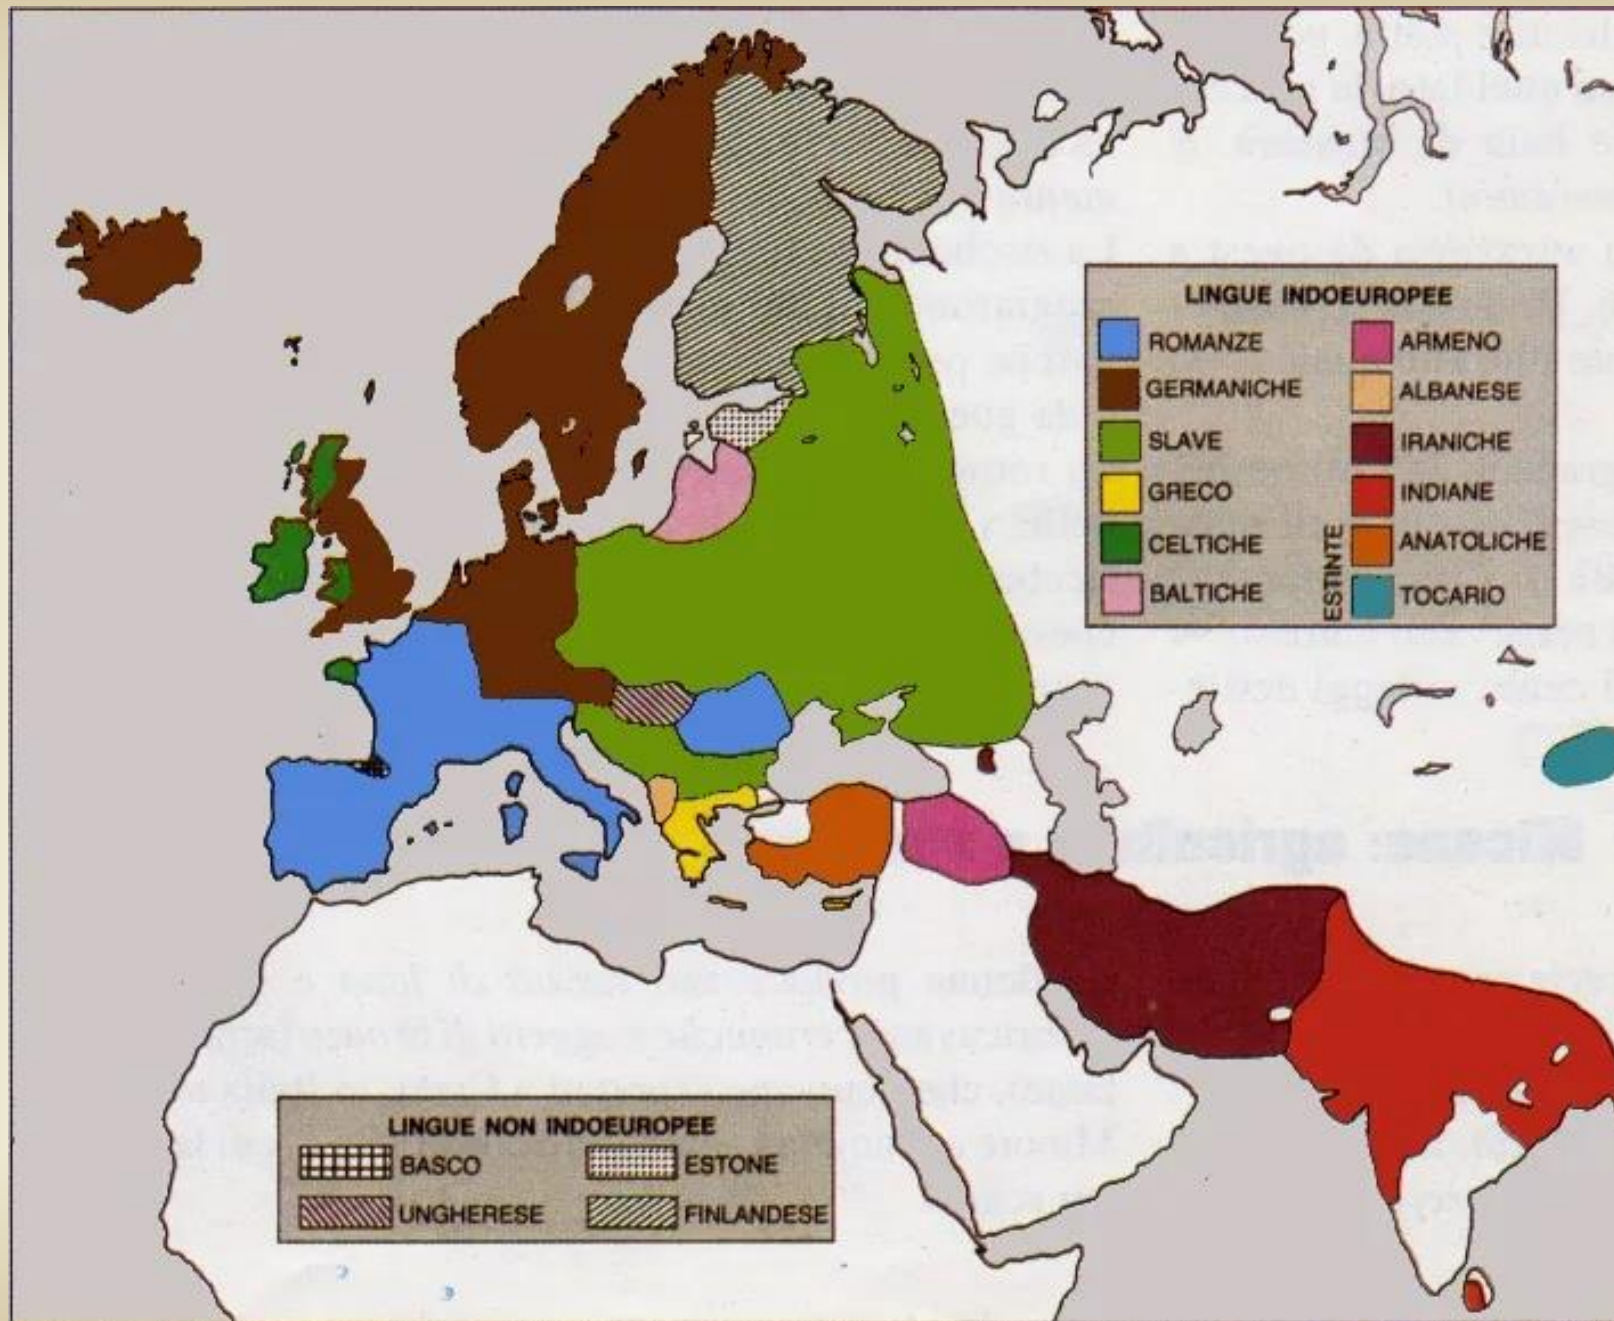 LINGUE INDOEUROPEE
ROMANZE
GERMANICHE
SLAVE
GRECO
CELTICHE
BALTICHE
ARMENO
ALBANESE
IRANICHE
INDIANE
ESTINTE
ANATOLICHE
TOCARIO
LINGUE NON INDOEUROPEE
BASCO
ESTONE
UNGHERESE
FINLANDESE